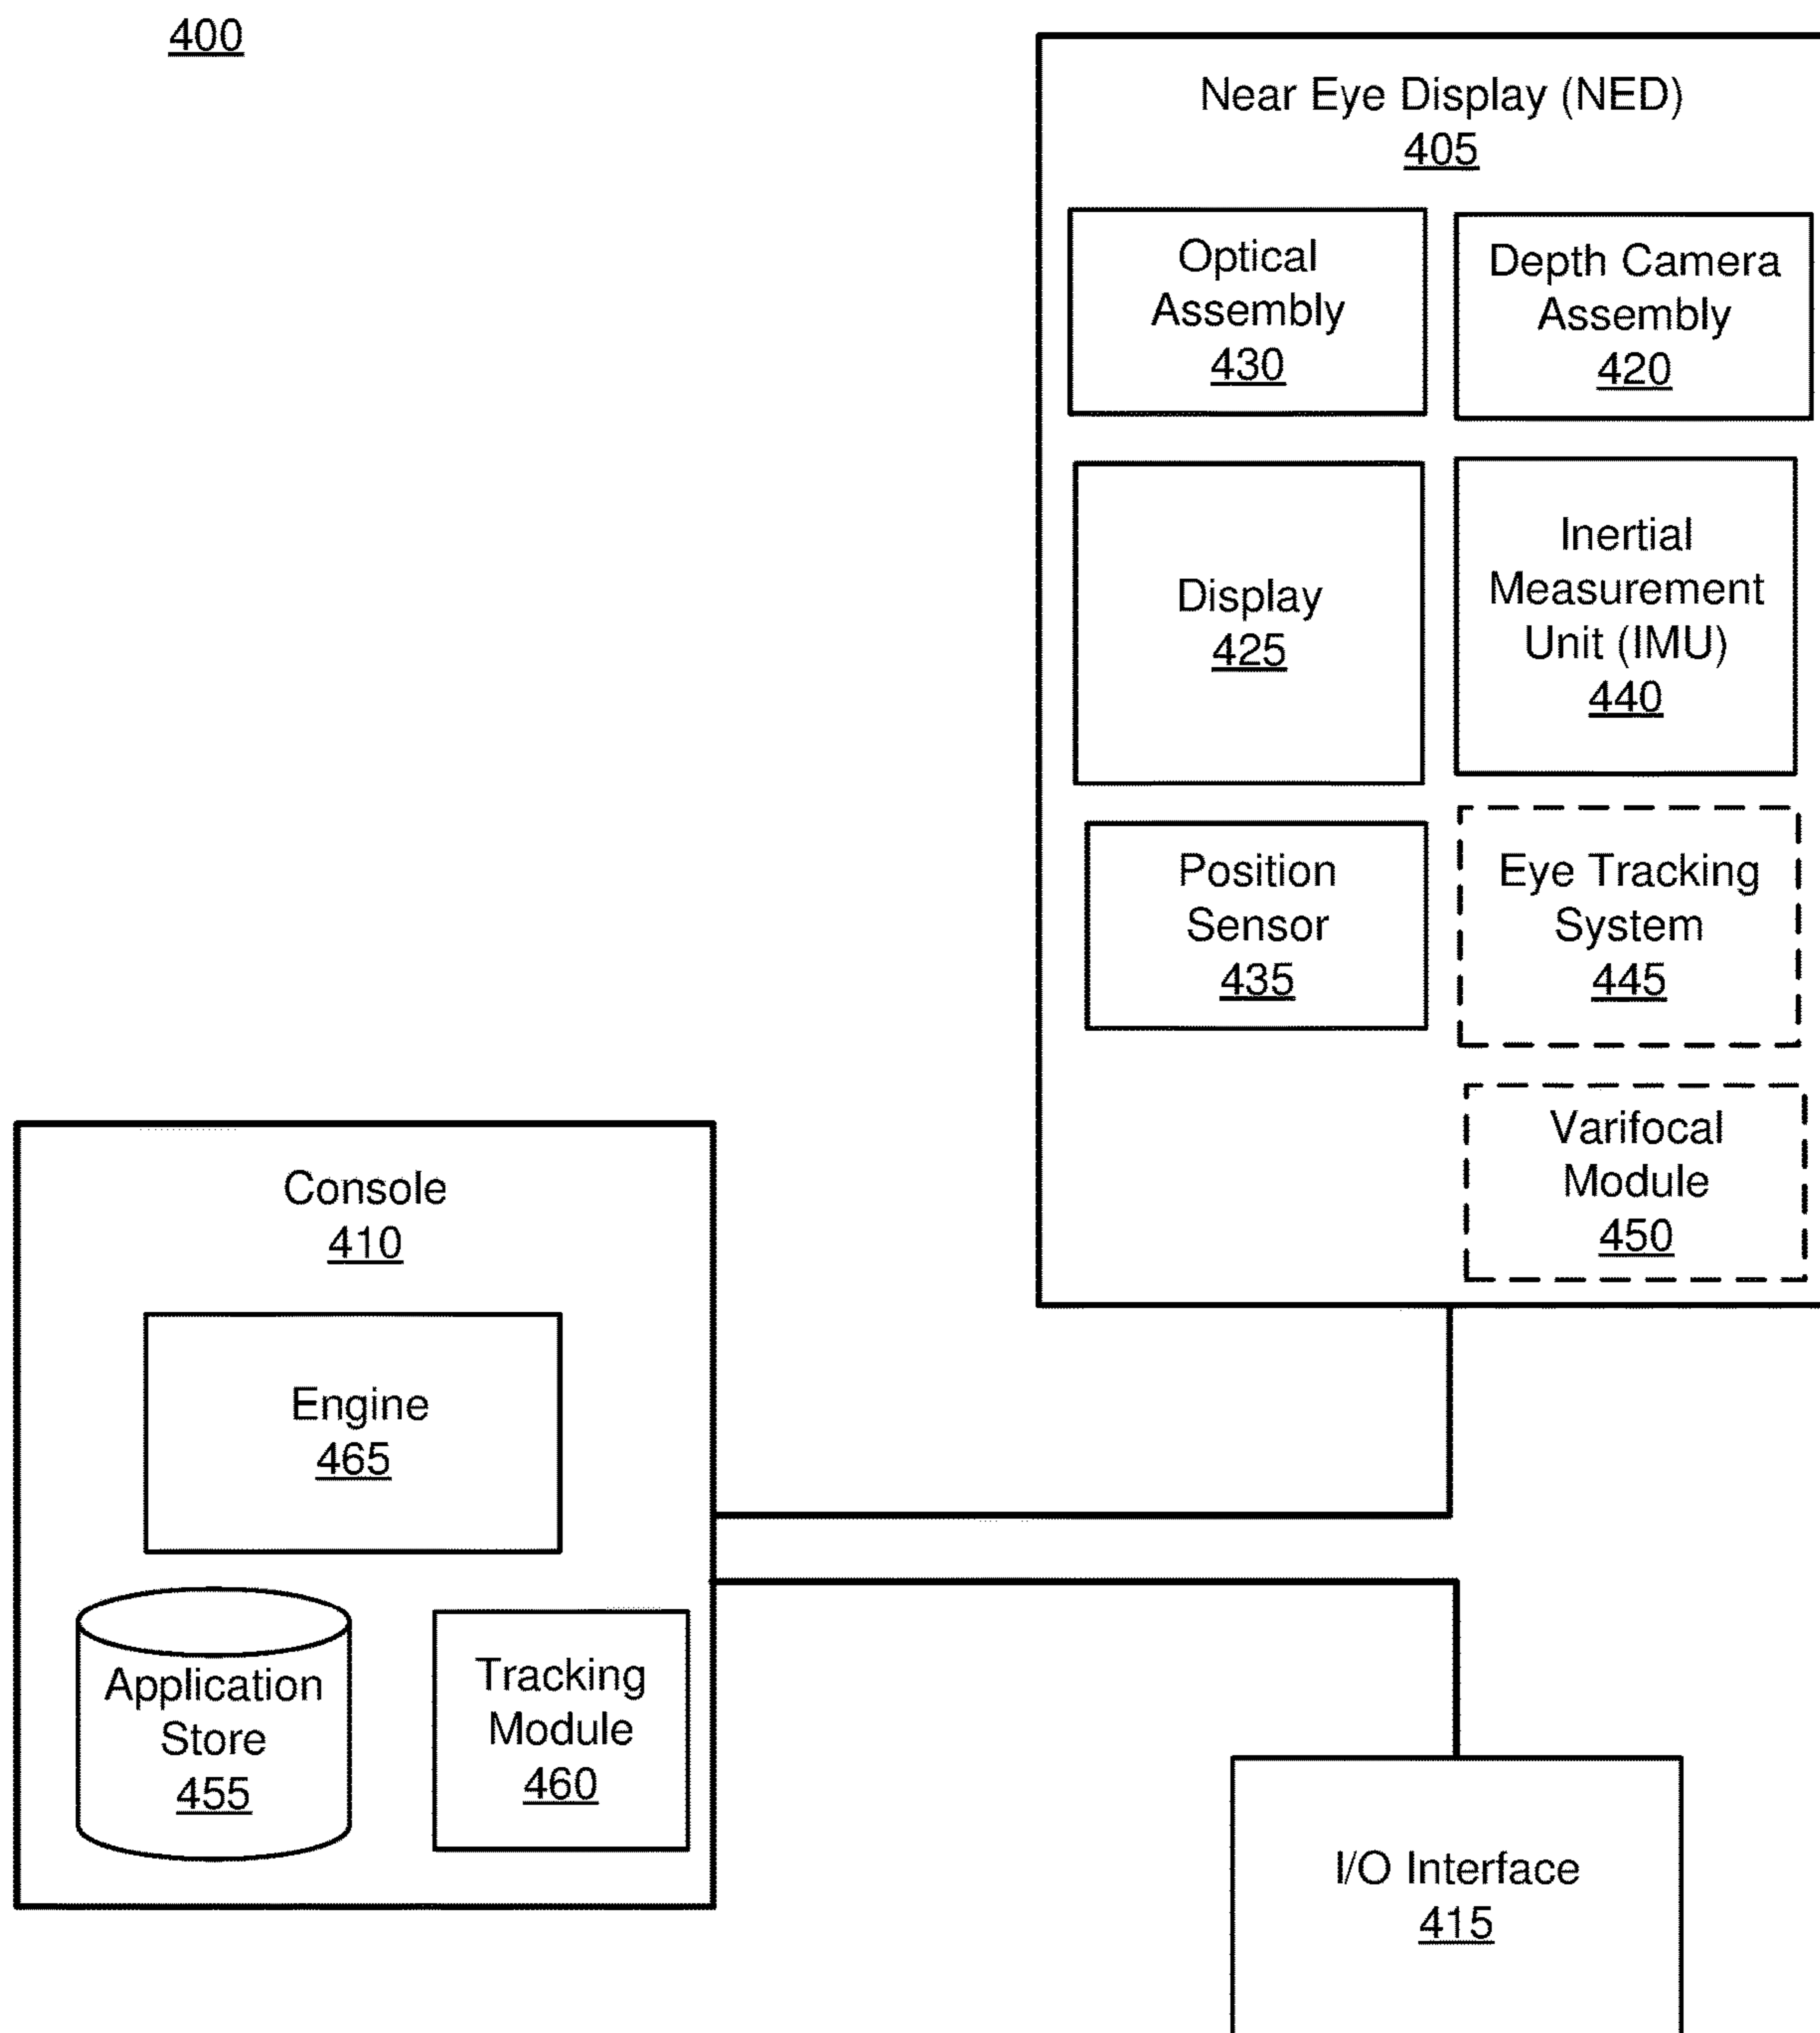 400
Near Eye Display (NED)
405
Optical
Assembly
430
Depth Camera
Assembly
420
Display
425
Inertial
Measurement
Unit (IMU)
440
Position
Sensor
435
Eye Tracking
System
445
Varifocal
Module
450
Console
410
Engine
465
Application
Store
455
Tracking
Module
460
I/O Interface
415